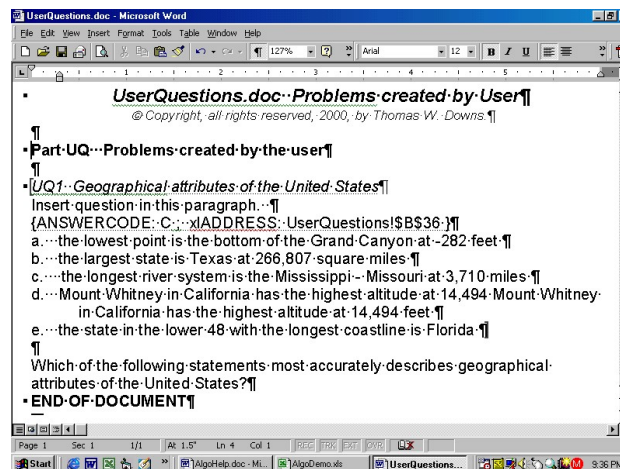 UserQuestions.doc - Microsoft Word
File Edit View Insert Format Tools Table Window Help
127% Arial 12 B I U
1 2 3 4 5
UserQuestions.doc··Problems·created·by·User¶
©·Copyright,·all·rights·reserved,·2000,·by·Thomas·W.·Downs.¶
¶
Part·UQ···Problems·created·by·the·user¶
¶
UQ1···Geographical·attributes·of·the·United·States¶
Insert·question·in·this·paragraph.··¶
{ANSWERCODE:·C·;··xlADDRESS:·UserQuestions!$B$36·}¶
a.···the·lowest·point·is·the·bottom·of·the·Grand·Canyon·at·-282·feet·¶
b.···the·largest·state·is·Texas·at·266,807·square·miles·¶
c.····the·longest·river·system·is·the·Mississippi·-·Missouri·at·3,710·miles·¶
d.···Mount·Whitney·in·California·has·the·highest·altitude·at·14,494·Mount·Whitney·
in·California·has·the·highest·altitude·at·14,494·feet·¶
e.···the·state·in·the·lower·48·with·the·longest·coastline·is·Florida·¶
¶
Which·of·the·following·statements·most·accurately·describes·geographical·
attributes·of·the·United·States?¶
END·OF·DOCUMENT¶
Page 1 Sec 1 1/1 At 1.5" Ln 4 Col 1 REC TRK EXT OVR
Start AlgoHelp.doc - Mi... AlgoDemo.xls UserQuestions... 9:36 PM